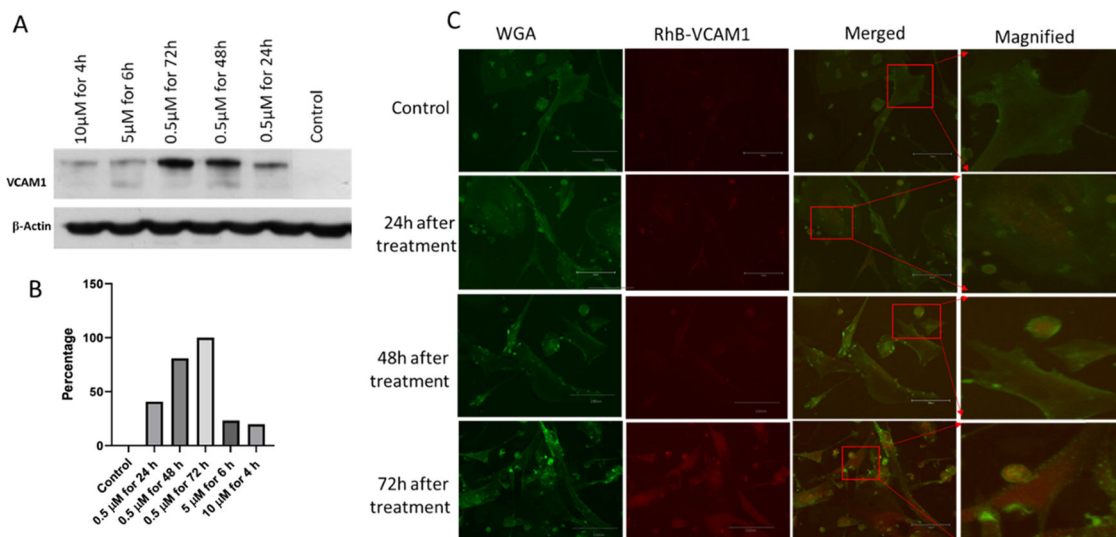 A
10µM for 4h
5µM for 6h
0.5µM for 72h
0.5µM for 48h
0.5µM for 24h
Control
VCAM1
β-Actin
B
150
100
50
0
Percentage
Control
0.5 µM for 24 h
0.5 µM for 48 h
0.5 µM for 72 h
5 µM for 6 h
10 µM for 4 h
C
WGA
RhB-VCAM1
Merged
Magnified
Control
24h after
treatment
48h after
treatment
72h after
treatment